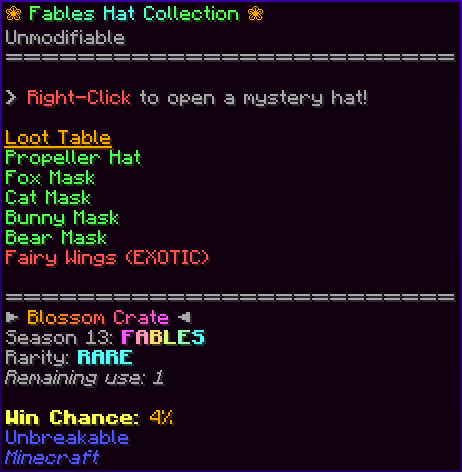 ❀ Fables Hat Collection ❀
Unmodifiable
==================================
> Right-Click to open a mystery hat!
Loot Table
Propeller Hat
Fox Mask
Cat Mask
Bunny Mask
Bear Mask
Fairy Wings (EXOTIC)
==================================
► Blossom Crate ◄
Season 13: FABLES
Rarity: RARE
Remaining use: 1
Win Chance: 4%
Unbreakable
Minecraft